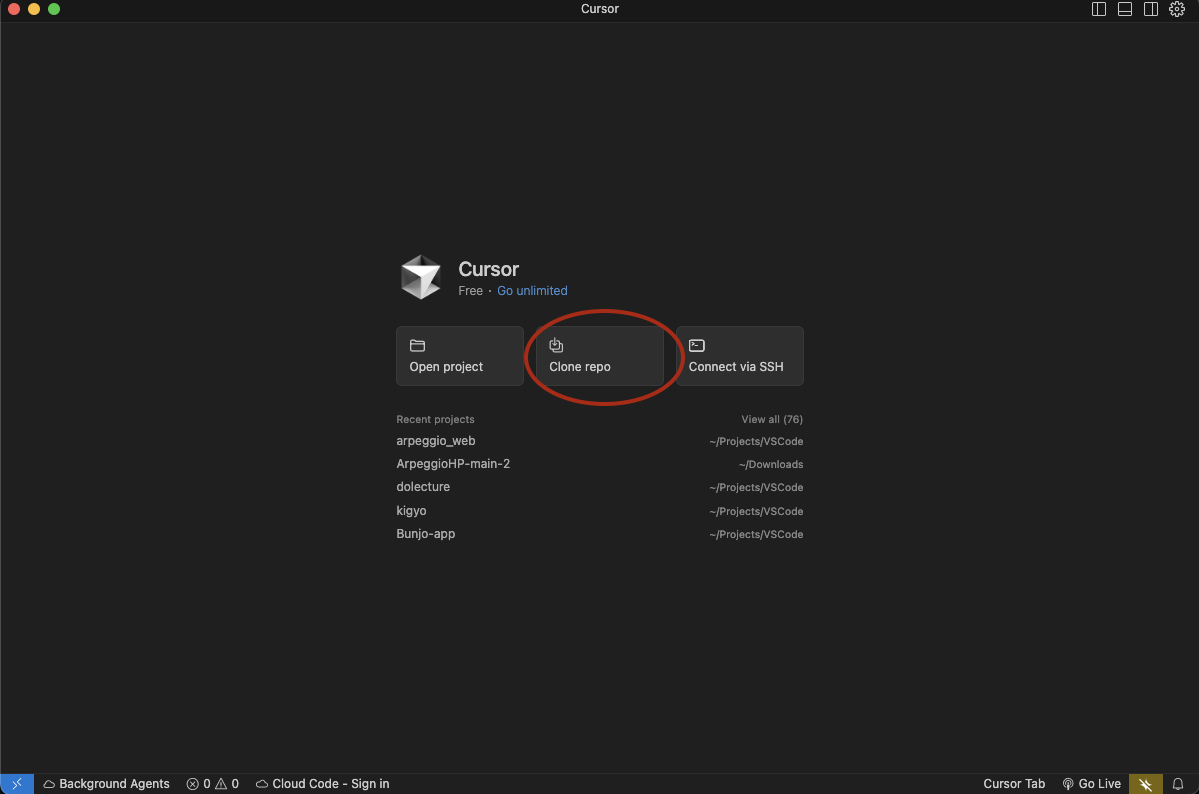 Cursor
Cursor
Free · Go unlimited
Open project
Clone repo
Connect via SSH
Recent projects View all (76)
arpeggio_web ~/Projects/VSCode
ArpeggioHP-main-2 ~/Downloads
dolecture ~/Projects/VSCode
kigyo ~/Projects/VSCode
Bunjo-app ~/Projects/VSCode
Background Agents 0 0 Cloud Code - Sign in Cursor Tab Go Live